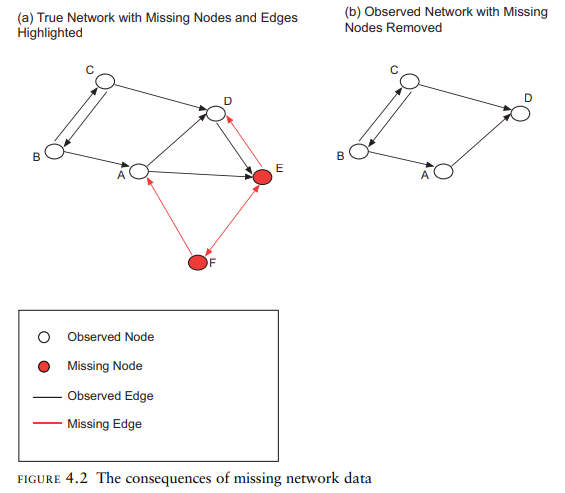 (a) True Network with Missing Nodes and Edges
Highlighted
(b) Observed Network with Missing
Nodes Removed
C
D
B
A
E
F
C
D
B
A
Observed Node
Missing Node
Observed Edge
Missing Edge
FIGURE 4.2 The consequences of missing network data